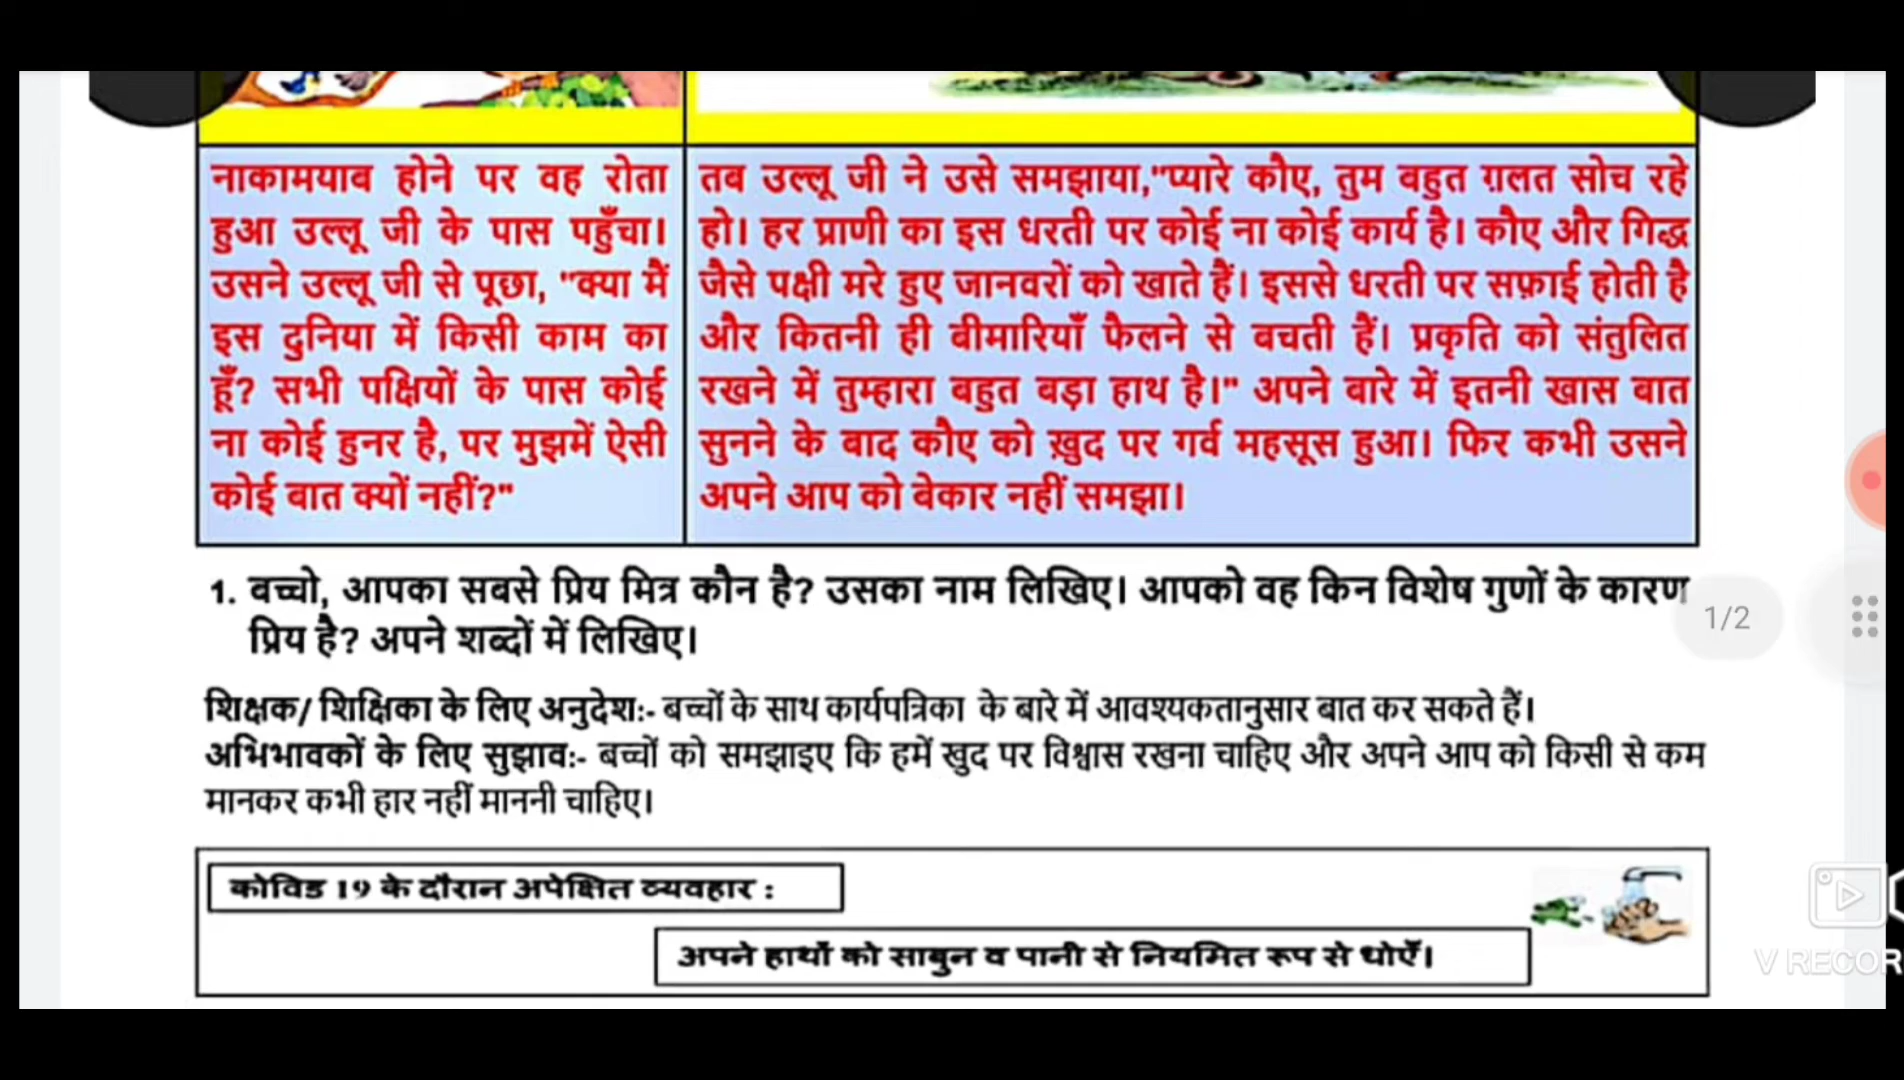 नाकामयाब होने पर वह रोता
हुआ उल्लू जी के पास पहुँचा।
उसने उल्लू जी से पूछा, "क्या मैं
इस दुनिया में किसी काम का
हूँ? सभी पक्षियों के पास कोई
ना कोई हुनर है, पर मुझमें ऐसी
कोई बात क्यों नहीं?"
तब उल्लू जी ने उसे समझाया,"प्यारे कौए, तुम बहुत ग़लत सोच रहे
हो। हर प्राणी का इस धरती पर कोई ना कोई कार्य है। कौए और गिद्ध
जैसे पक्षी मरे हुए जानवरों को खाते हैं। इससे धरती पर सफ़ाई होती है
और कितनी ही बीमारियाँ फैलने से बचती हैं। प्रकृति को संतुलित
रखने में तुम्हारा बहुत बड़ा हाथ है।" अपने बारे में इतनी खास बात
सुनने के बाद कौए को ख़ुद पर गर्व महसूस हुआ। फिर कभी उसने
अपने आप को बेकार नहीं समझा।
1. बच्चो, आपका सबसे प्रिय मित्र कौन है? उसका नाम लिखिए। आपको वह किन विशेष गुणों के कारण
प्रिय है? अपने शब्दों में लिखिए।
1/2
शिक्षक/ शिक्षिका के लिए अनुदेश:- बच्चों के साथ कार्यपत्रिका के बारे में आवश्यकतानुसार बात कर सकते हैं।
अभिभावकों के लिए सुझाव:- बच्चों को समझाइए कि हमें खुद पर विश्वास रखना चाहिए और अपने आप को किसी से कम
मानकर कभी हार नहीं माननी चाहिए।
कोविड 19 के दौरान अपेक्षित व्यवहार :
अपने हाथों को साबुन व पानी से नियमित रूप से धोएँ।
V RECOR